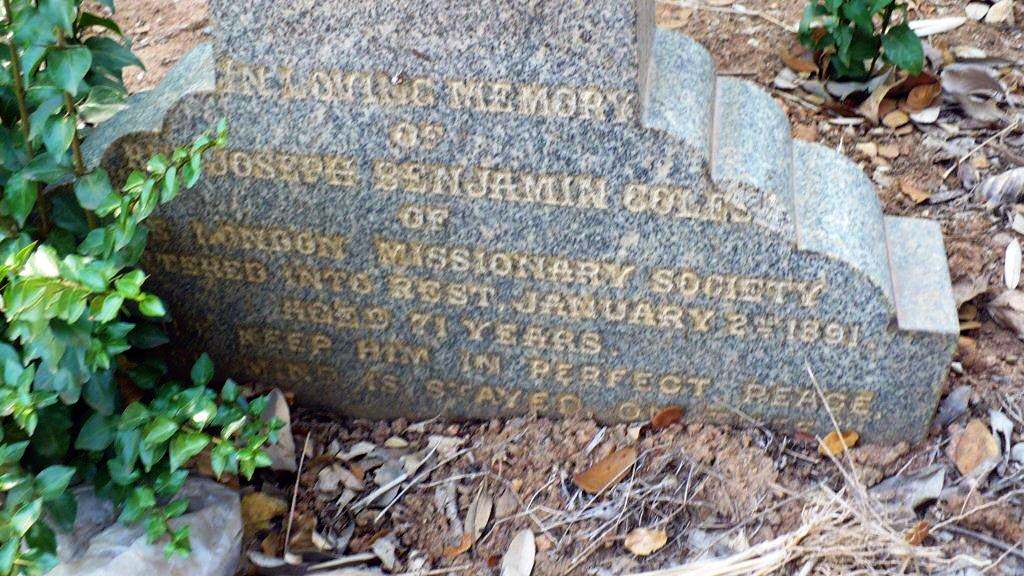 IN LOVING MEMORY
OF
JOSEPH BENJAMIN COLES
OF
LONDON MISSIONARY SOCIETY
ENTERED INTO REST JANUARY 2ND 1891.
AGED 71 YEARS.
KEEP HIM IN PERFECT PEACE
MIND IS STAYED ON